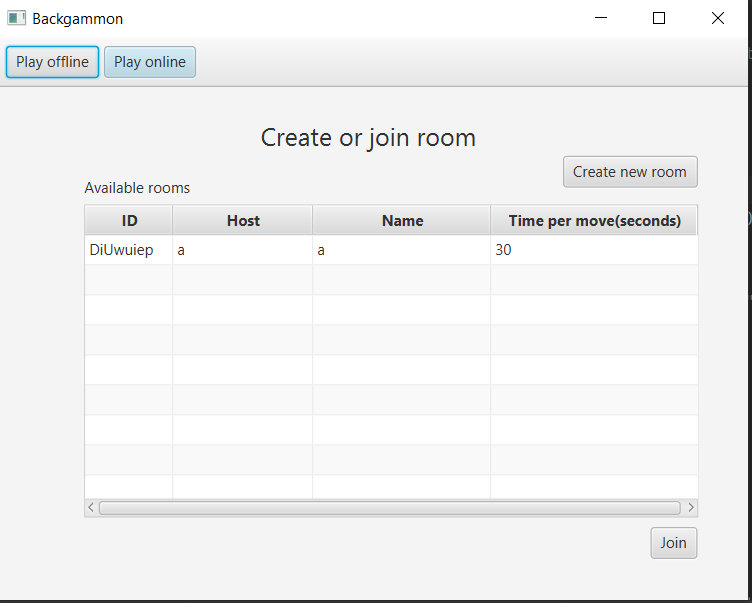 Backgammon
Play offline Play online
Create or join room
Create new room
Available rooms
ID Host Name Time per move(seconds)
DiUwuiep a a 30
Join